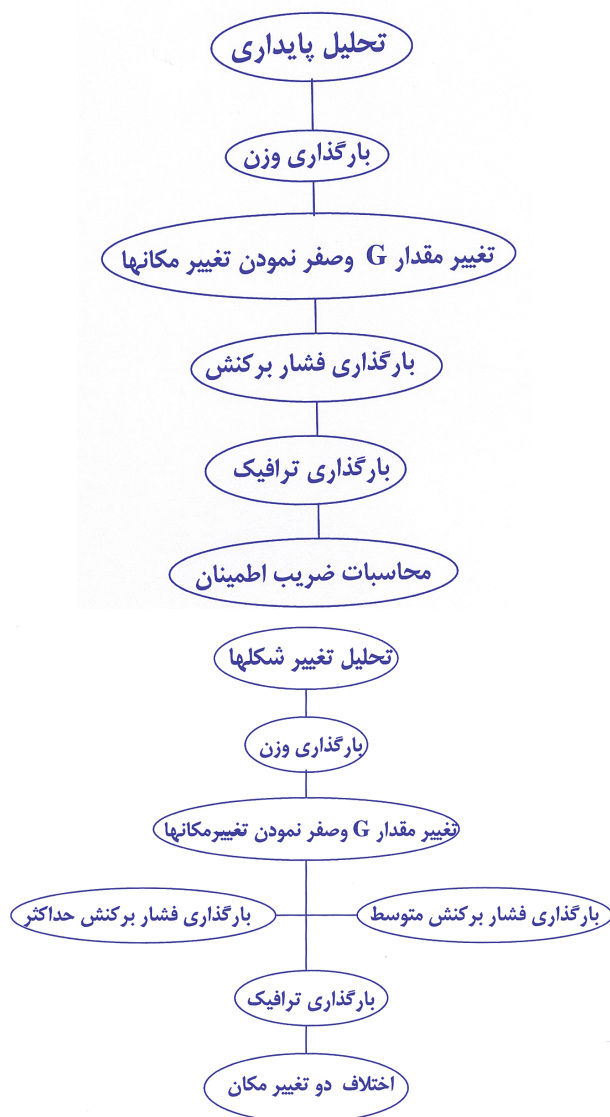 تحلیل پایداری
بارگذاری وزن
تغییر مقدار G وصفر نمودن تغییر مکانها
بارگذاری فشار برکنش
بارگذاری ترافیک
محاسبات ضریب اطمینان
تحلیل تغییر شکلها
بارگذاری وزن
تغییر مقدار G وصفر نمودن تغییرمکانها
بارگذاری فشار برکنش متوسط
بارگذاری فشار برکنش حداکثر
بارگذاری ترافیک
اختلاف دو تغییر مکان